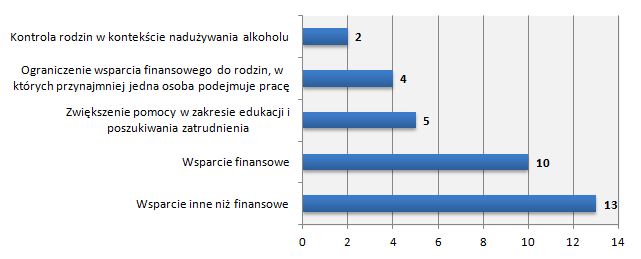 Kontrola rodzin w kontekście nadużywania alkoholu
2
Ograniczenie wsparcia finansowego do rodzin, w
których przynajmniej jedna osoba podejmuje pracę
4
Zwiększenie pomocy w zakresie edukacji i
poszukiwania zatrudnienia
5
Wsparcie finansowe
10
Wsparcie inne niż finansowe
13
0 2 4 6 8 10 12 14